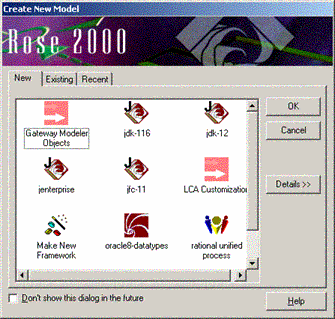 Create New Model
Rose 2000
New Existing Recent
Gateway Modeler Objects
jdk-116
jdk-12
jenterprise
jfc-11
LCA Customization
Make New Framework
oracle8-datatypes
rational unified process
OK
Cancel
Details >>
Don't show this dialog in the future
Help